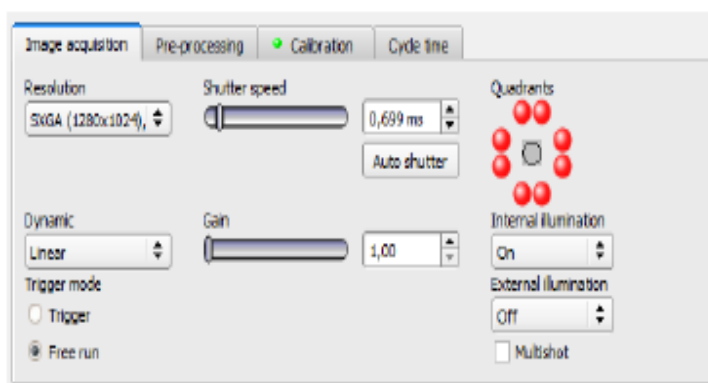 Image acquisition
Pre-processing
Calibration
Cycle time
Resolution
Shutter speed
Quadrants
SXGA (1280x1024),
0,699 ms
Auto shutter
Dynamic
Gain
Internal illumination
Linear
1,00
On
Trigger mode
External illumination
Trigger
Off
Free run
Multishot